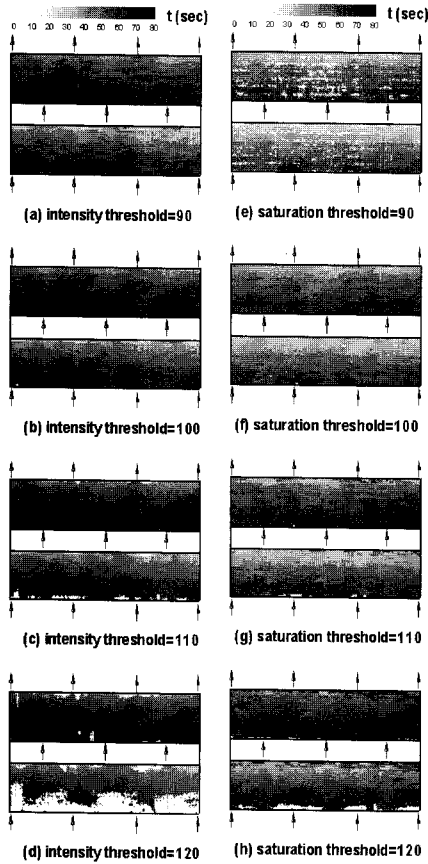 t (sec)
0 10 20 30 40 50 60 70 80
t (sec)
0 10 20 30 40 50 60 70 80
(a) intensity threshold=90
(e) saturation threshold=90
(b) intensity threshold=100
(f) saturation threshold=100
(c) intensity threshold=110
(g) saturation threshold=110
(d) intensity threshold=120
(h) saturation threshold=120